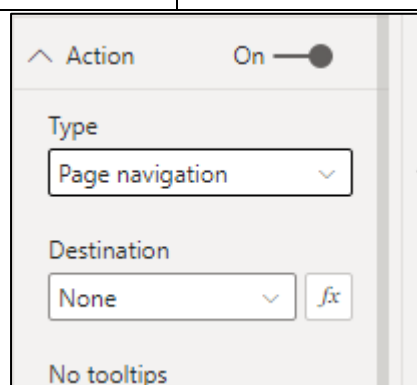 Action On
Type
Page navigation
Destination
None fx
No tooltips